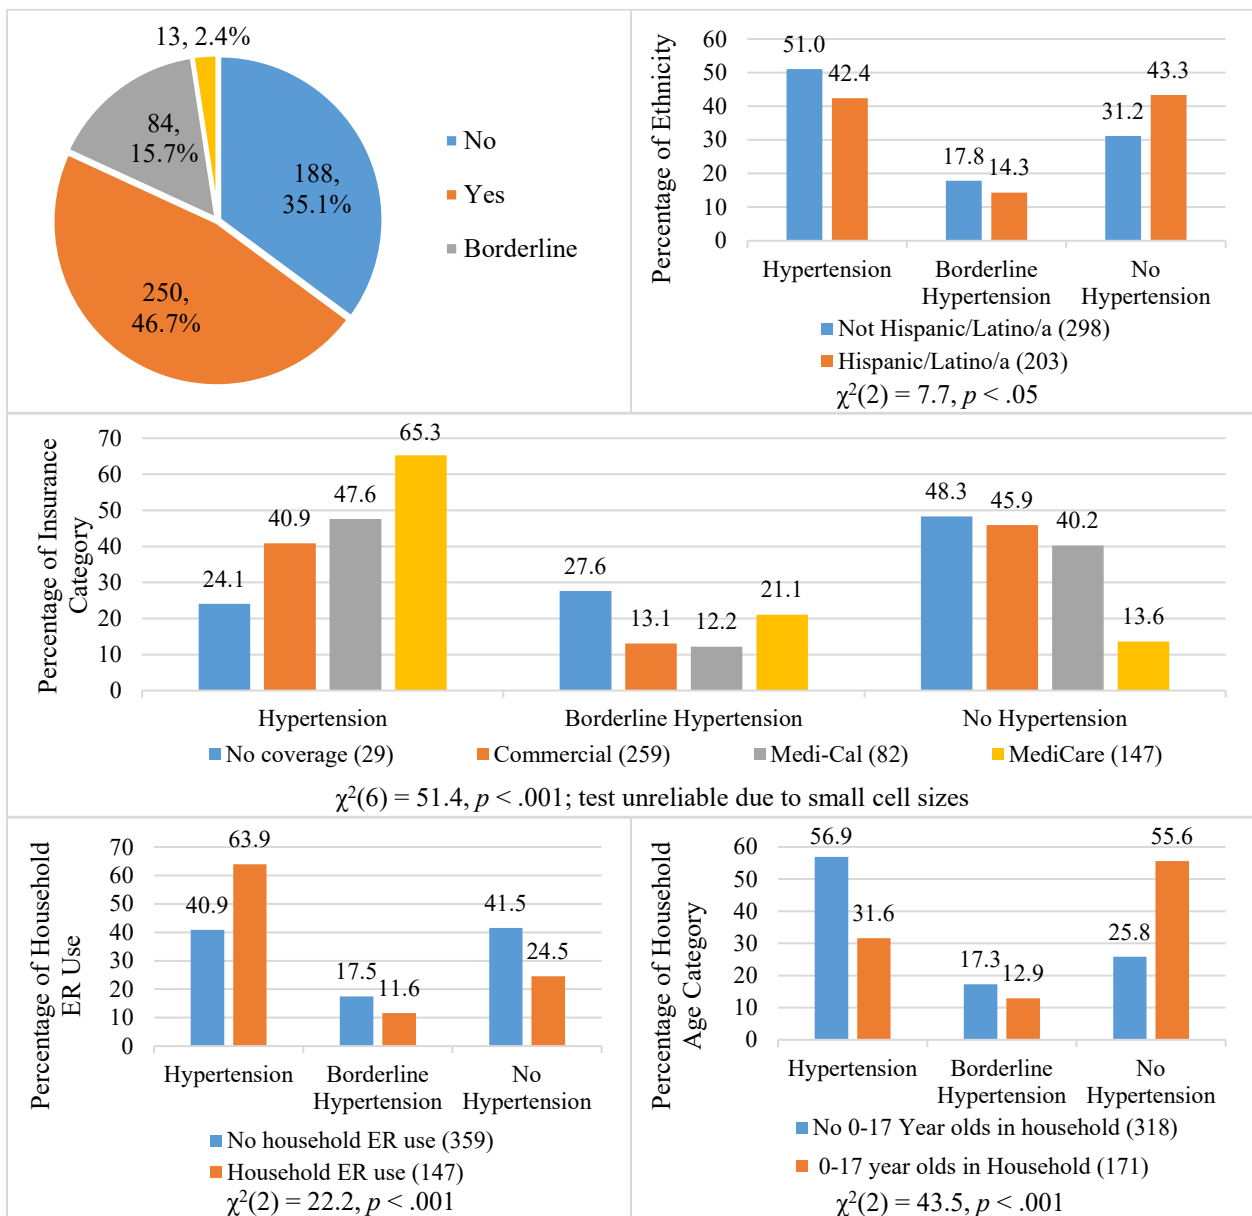 13, 2.4%
84,
15.7%
188,
35.1%
250,
46.7%
No
Yes
Borderline
Percentage of Ethnicity
60
50
40
30
20
10
0
51.0
42.4
17.8
14.3
31.2
43.3
Hypertension
Borderline
Hypertension
No
Hypertension
Not Hispanic/Latino/a (298)
Hispanic/Latino/a (203)
χ²(2) = 7.7, p < .05
Percentage of Insurance
Category
70
60
50
40
30
20
10
0
24.1
40.9
47.6
65.3
27.6
13.1
12.2
21.1
48.3
45.9
40.2
13.6
Hypertension
Borderline Hypertension
No Hypertension
No coverage (29)
Commercial (259)
Medi-Cal (82)
MediCare (147)
χ²(6) = 51.4, p < .001; test unreliable due to small cell sizes
Percentage of Household
ER Use
70
60
50
40
30
20
10
0
40.9
63.9
17.5
11.6
41.5
24.5
Hypertension
Borderline
Hypertension
No
Hypertension
No household ER use (359)
Household ER use (147)
χ²(2) = 22.2, p < .001
Percentage of Household
Age Category
60
50
40
30
20
10
0
56.9
31.6
17.3
12.9
25.8
55.6
Hypertension
Borderline
Hypertension
No
Hypertension
No 0-17 Year olds in household (318)
0-17 year olds in Household (171)
χ²(2) = 43.5, p < .001